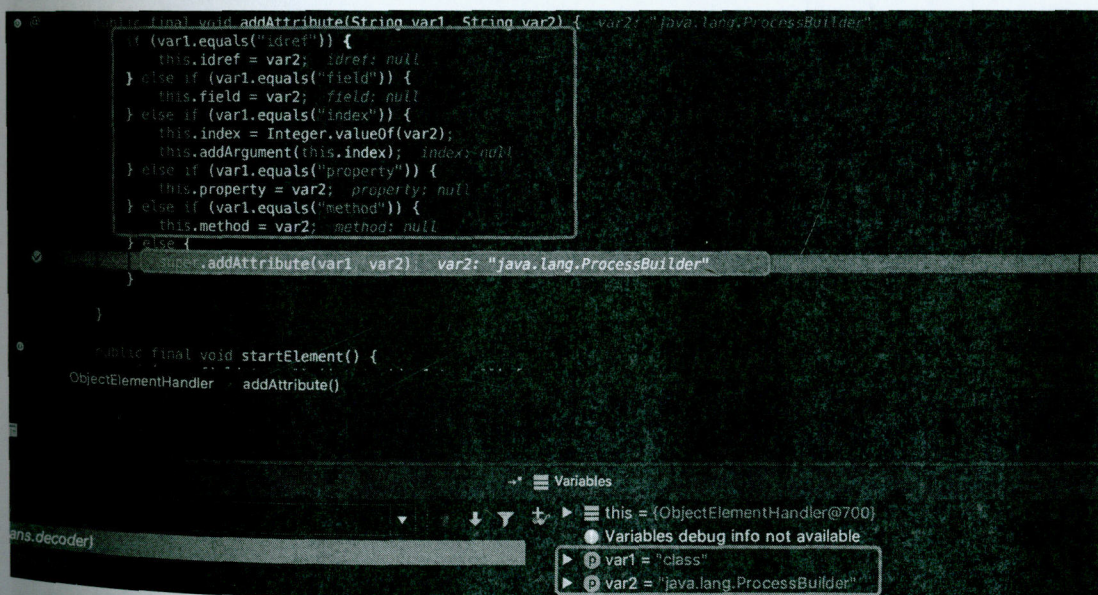 public final void addAttribute(String var1, String var2) { var2: "java.lang.ProcessBuilder"
if (var1.equals("idref")) {
this.idref = var2; idref: null
} else if (var1.equals("field")) {
this.field = var2; field: null
} else if (var1.equals("index")) {
this.index = Integer.valueOf(var2);
this.addArgument(this.index); index: null
} else if (var1.equals("property")) {
this.property = var2; property: null
} else if (var1.equals("method")) {
this.method = var2; method: null
} else {
super.addAttribute(var1 var2) var2: "java.lang.ProcessBuilder"
}
}
public final void startElement() {
ObjectElementHandler addAttribute()
Variables
this = {ObjectElementHandler@700}
ans.decoder)
Variables debug info not available
var1 = "class"
var2 = "java.lang.ProcessBuilder"